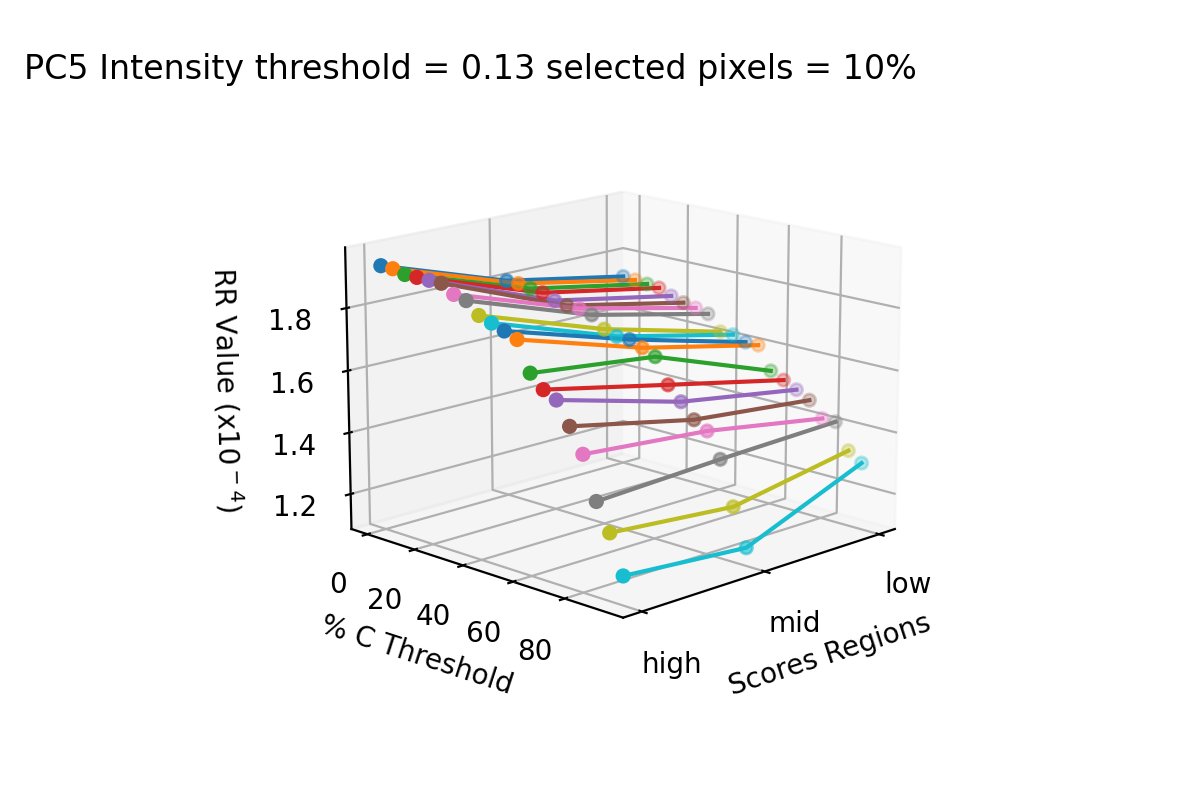 PC5 Intensity threshold = 0.13 selected pixels = 10%
RR Value (x10⁻⁴)
1.8
1.6
1.4
1.2
0
20
40
60
80
% C Threshold
high
mid
low
Scores Regions